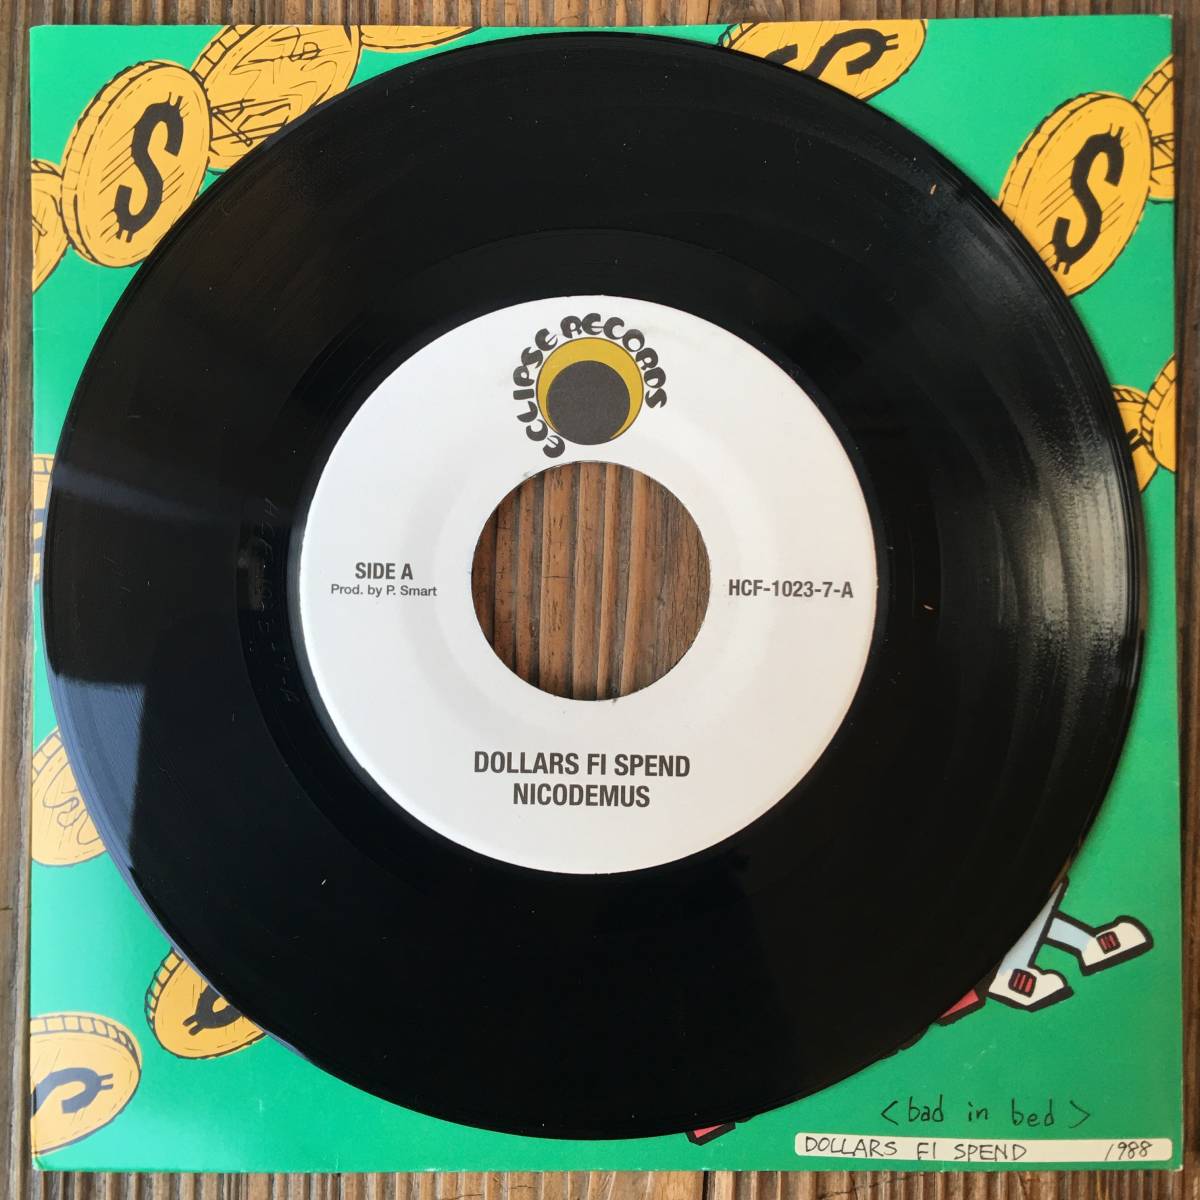 ECLIPSE RECORDS
SIDE A
Prod. by P. Smart
HCF-1023-7-A
DOLLARS FI SPEND
NICODEMUS
<bad in bed>
DOLLARS FI SPEND 1988